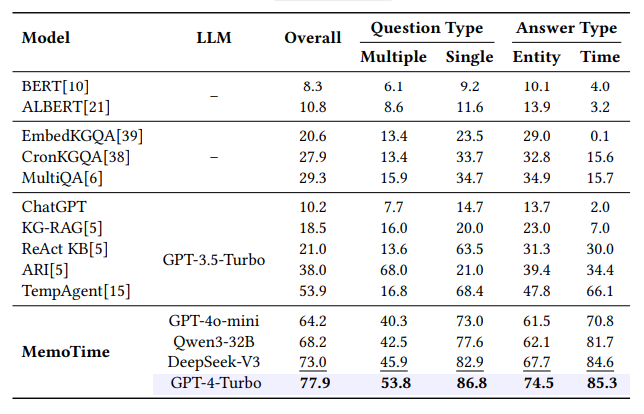 Model LLM Overall Question Type Answer Type
Multiple Single Entity Time
BERT[10] – 8.3 6.1 9.2 10.1 4.0
ALBERT[21] 10.8 8.6 11.6 13.9 3.2
EmbedKGQA[39] 20.6 13.4 23.5 29.0 0.1
CronKGQA[38] – 27.9 13.4 33.7 32.8 15.6
MultiQA[6] 29.3 15.9 34.7 34.9 15.7
ChatGPT 10.2 7.7 14.7 13.7 2.0
KG-RAG[5] 18.5 16.0 20.0 23.0 7.0
ReAct KB[5] GPT-3.5-Turbo 21.0 13.6 63.5 31.3 30.0
ARI[5] 38.0 68.0 21.0 39.4 34.4
TempAgent[15] 53.9 16.8 68.4 47.8 66.1
MemoTime GPT-4o-mini 64.2 40.3 73.0 61.5 70.8
Qwen3-32B 68.2 42.5 77.6 62.1 81.7
DeepSeek-V3 73.0 45.9 82.9 67.7 84.6
GPT-4-Turbo 77.9 53.8 86.8 74.5 85.3